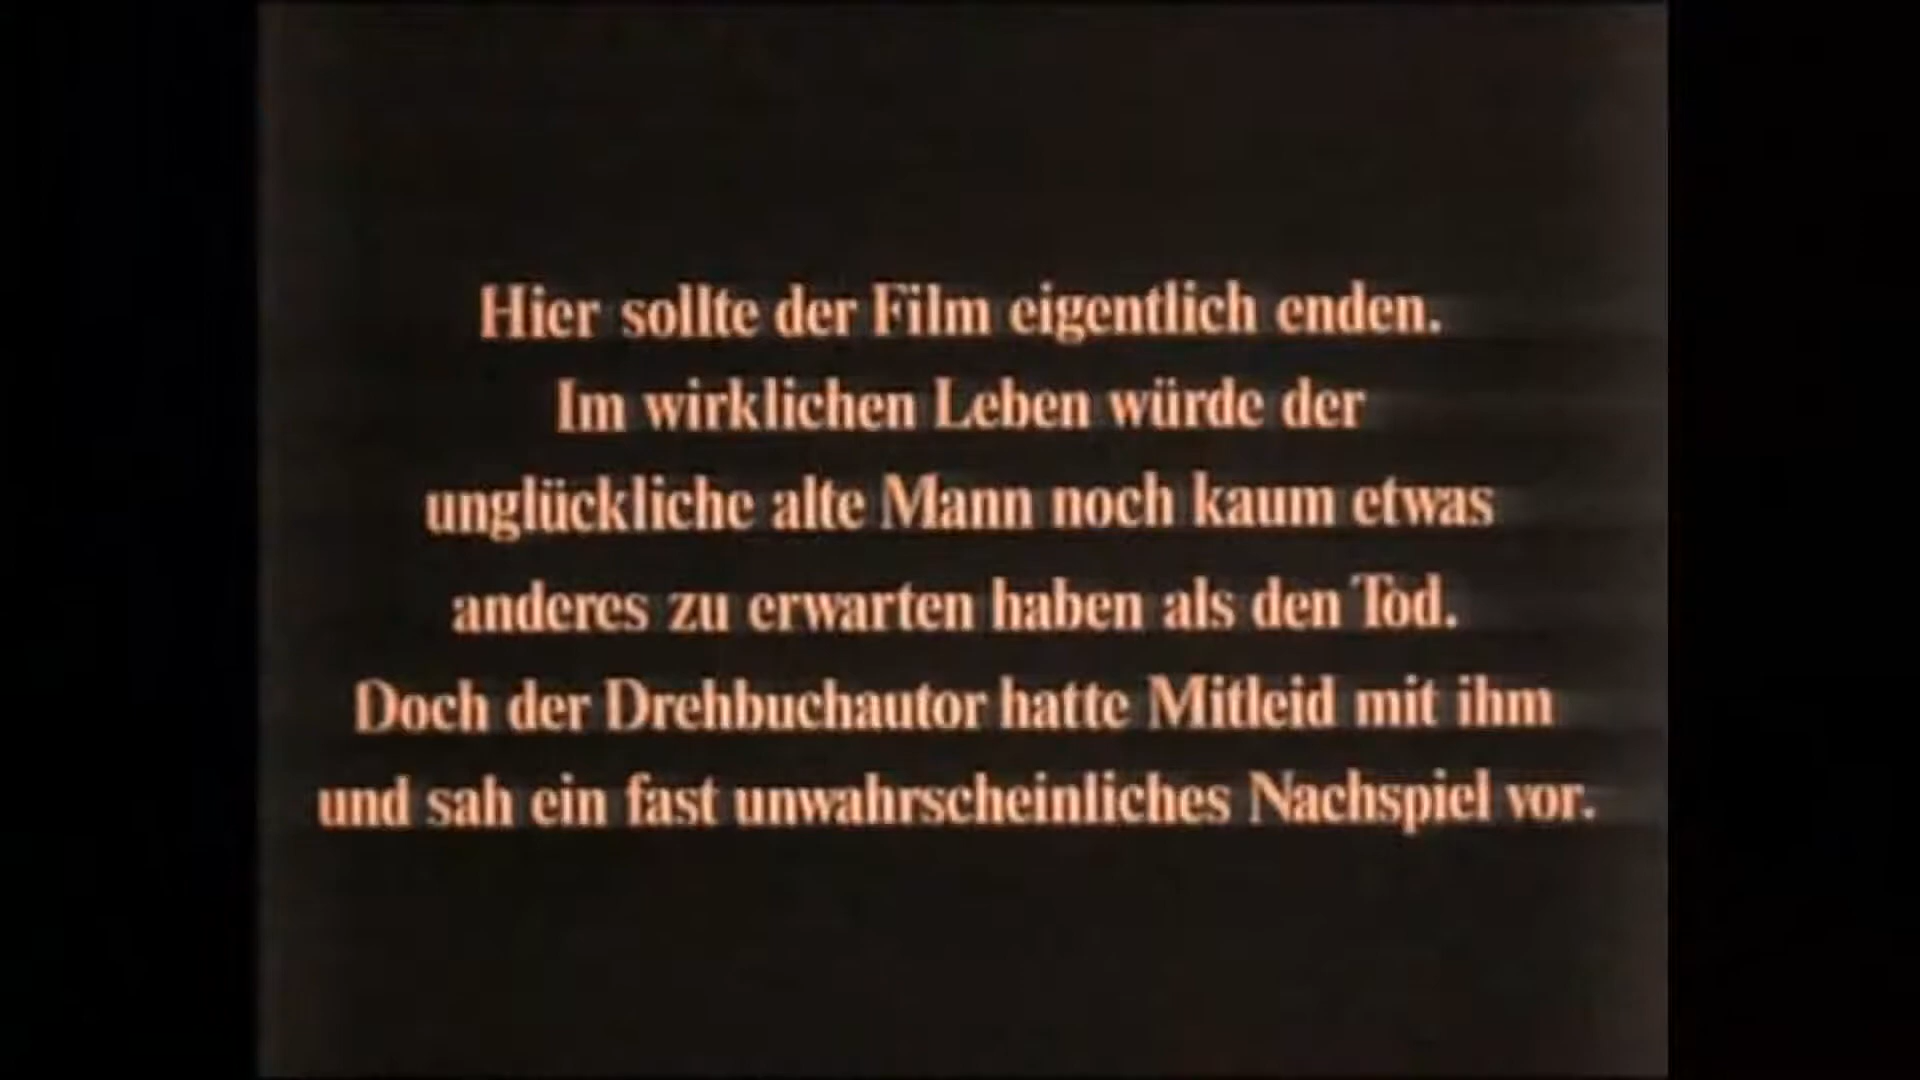 Hier sollte der Film eigentlich enden.
Im wirklichen Leben würde der
unglückliche alte Mann noch kaum etwas
anderes zu erwarten haben als den Tod.
Doch der Drehbuchautor hatte Mitleid mit ihm
und sah ein fast unwahrscheinliches Nachspiel vor.